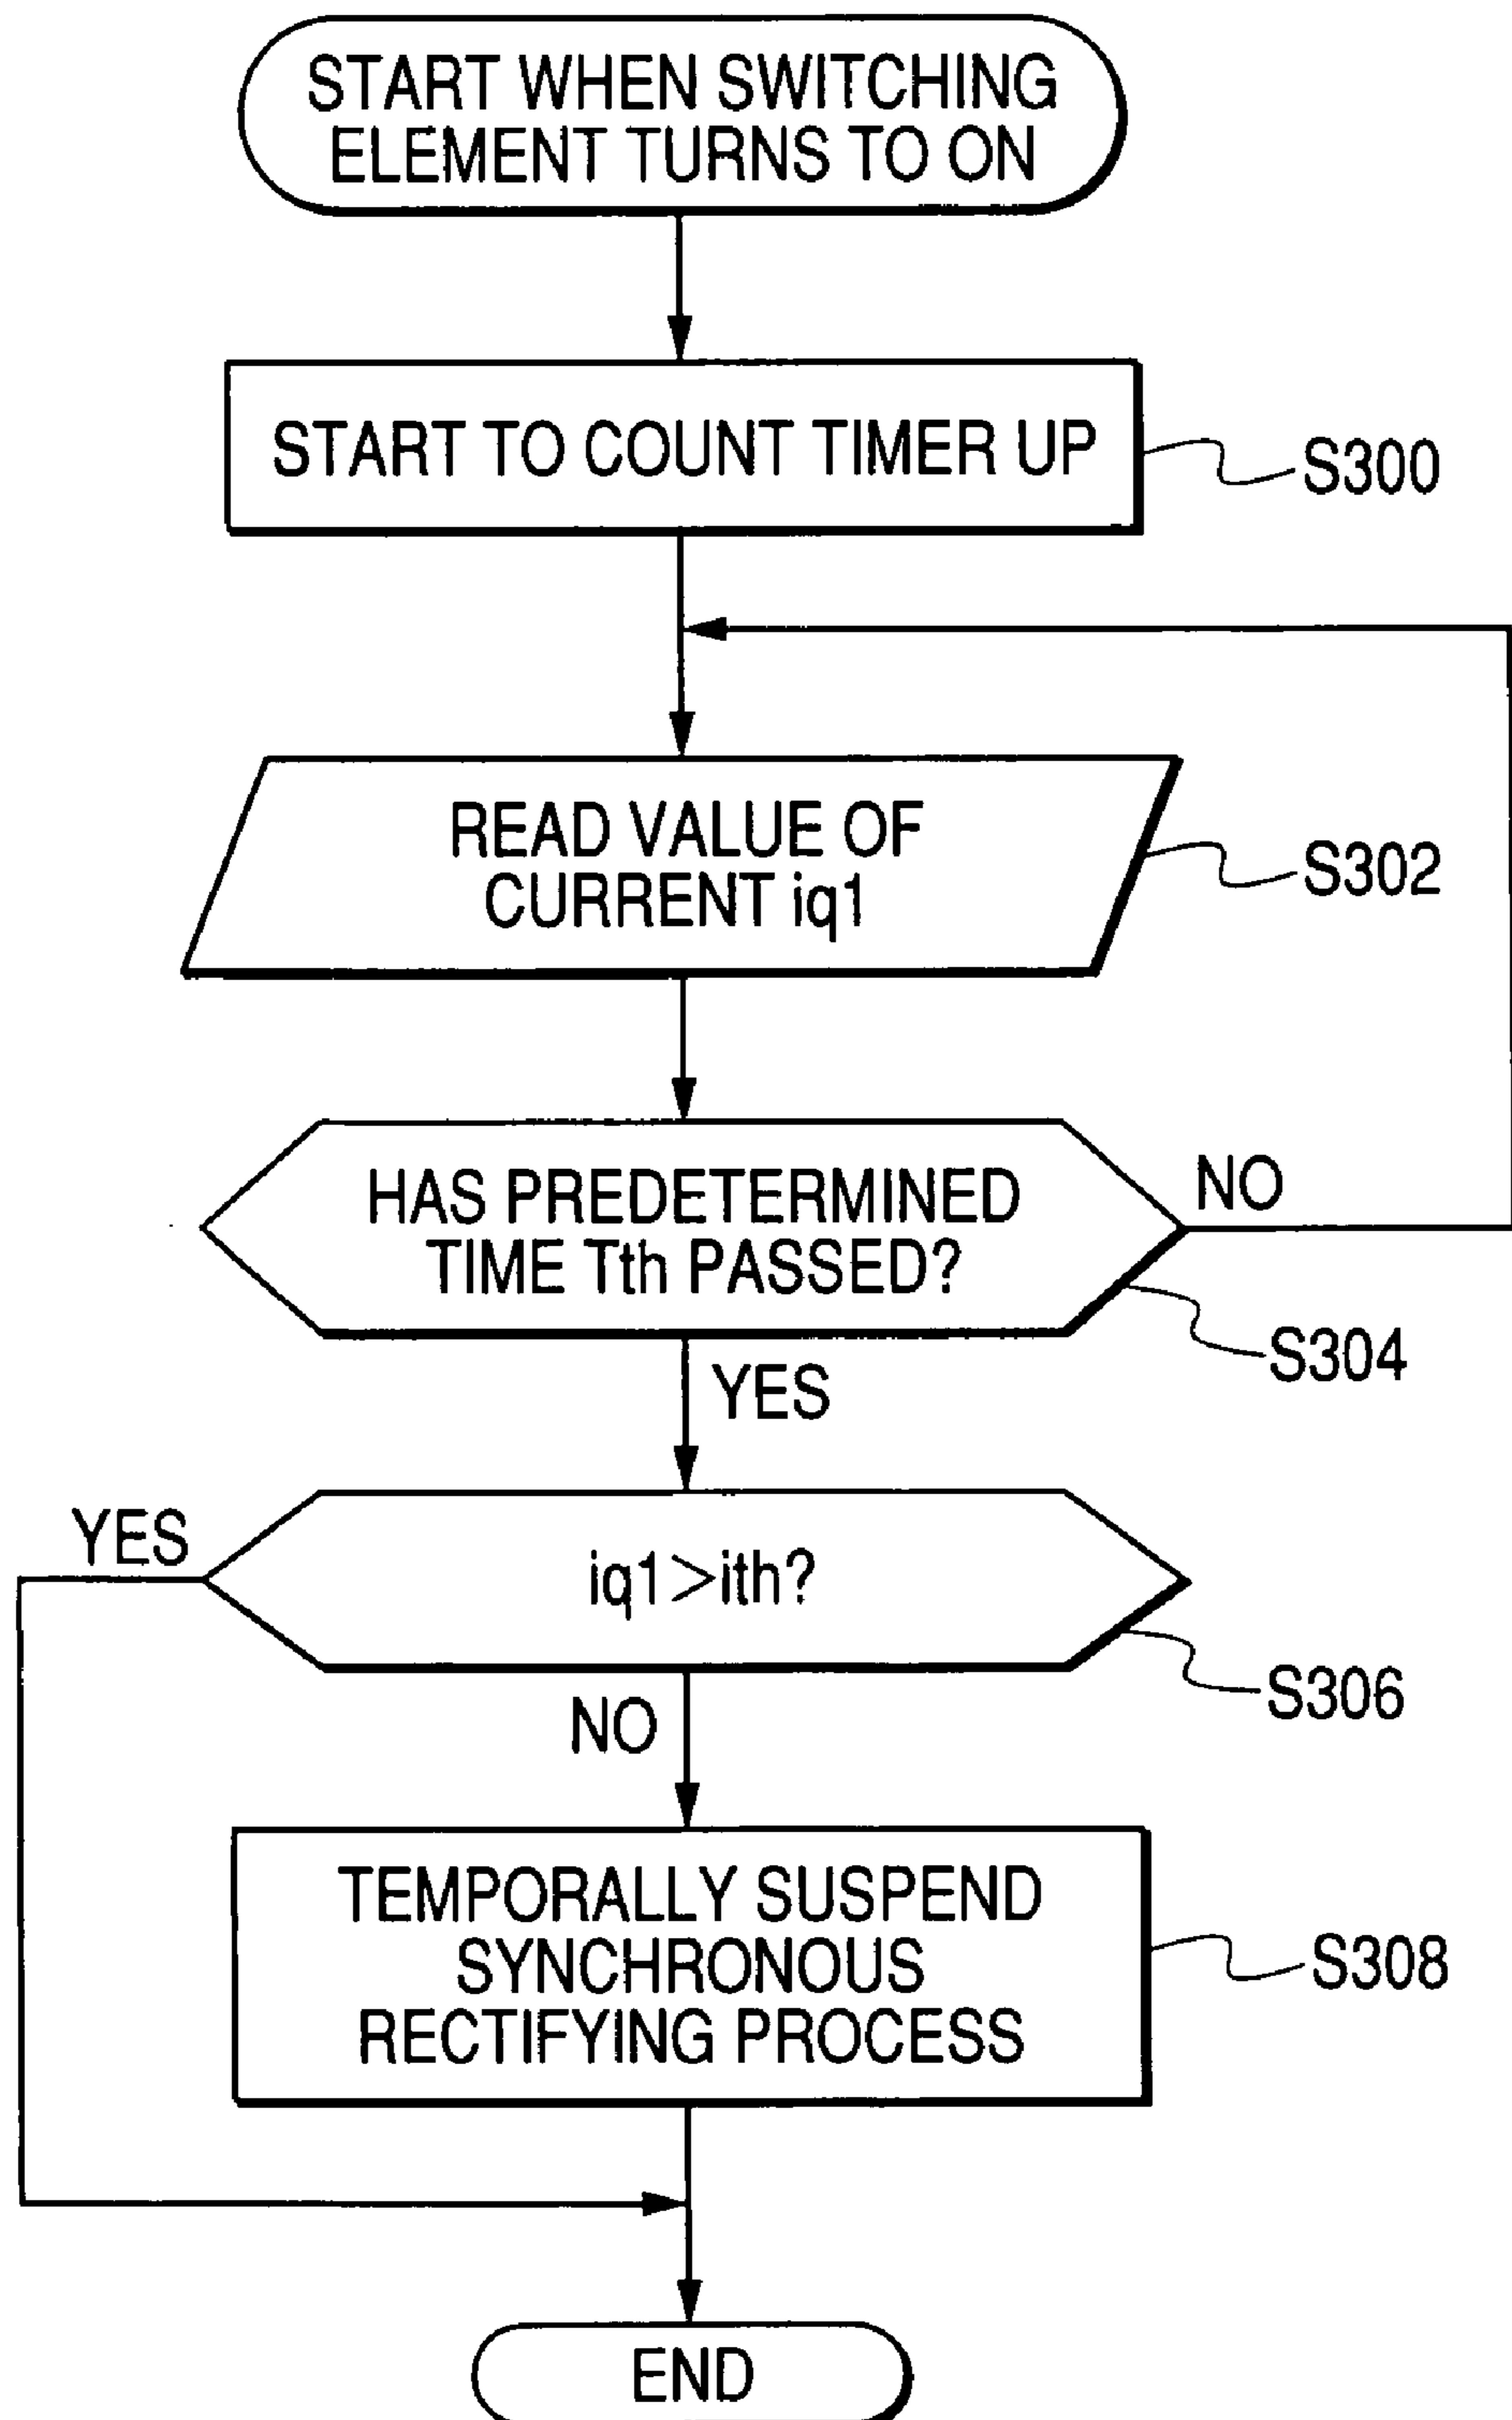 START WHEN SWITCHING
ELEMENT TURNS TO ON
START TO COUNT TIMER UP
S300
READ VALUE OF
CURRENT iq1
S302
HAS PREDETERMINED
TIME Tth PASSED?
NO
S304
YES
iq1>ith?
YES
S306
NO
TEMPORALLY SUSPEND
SYNCHRONOUS
RECTIFYING PROCESS
S308
END